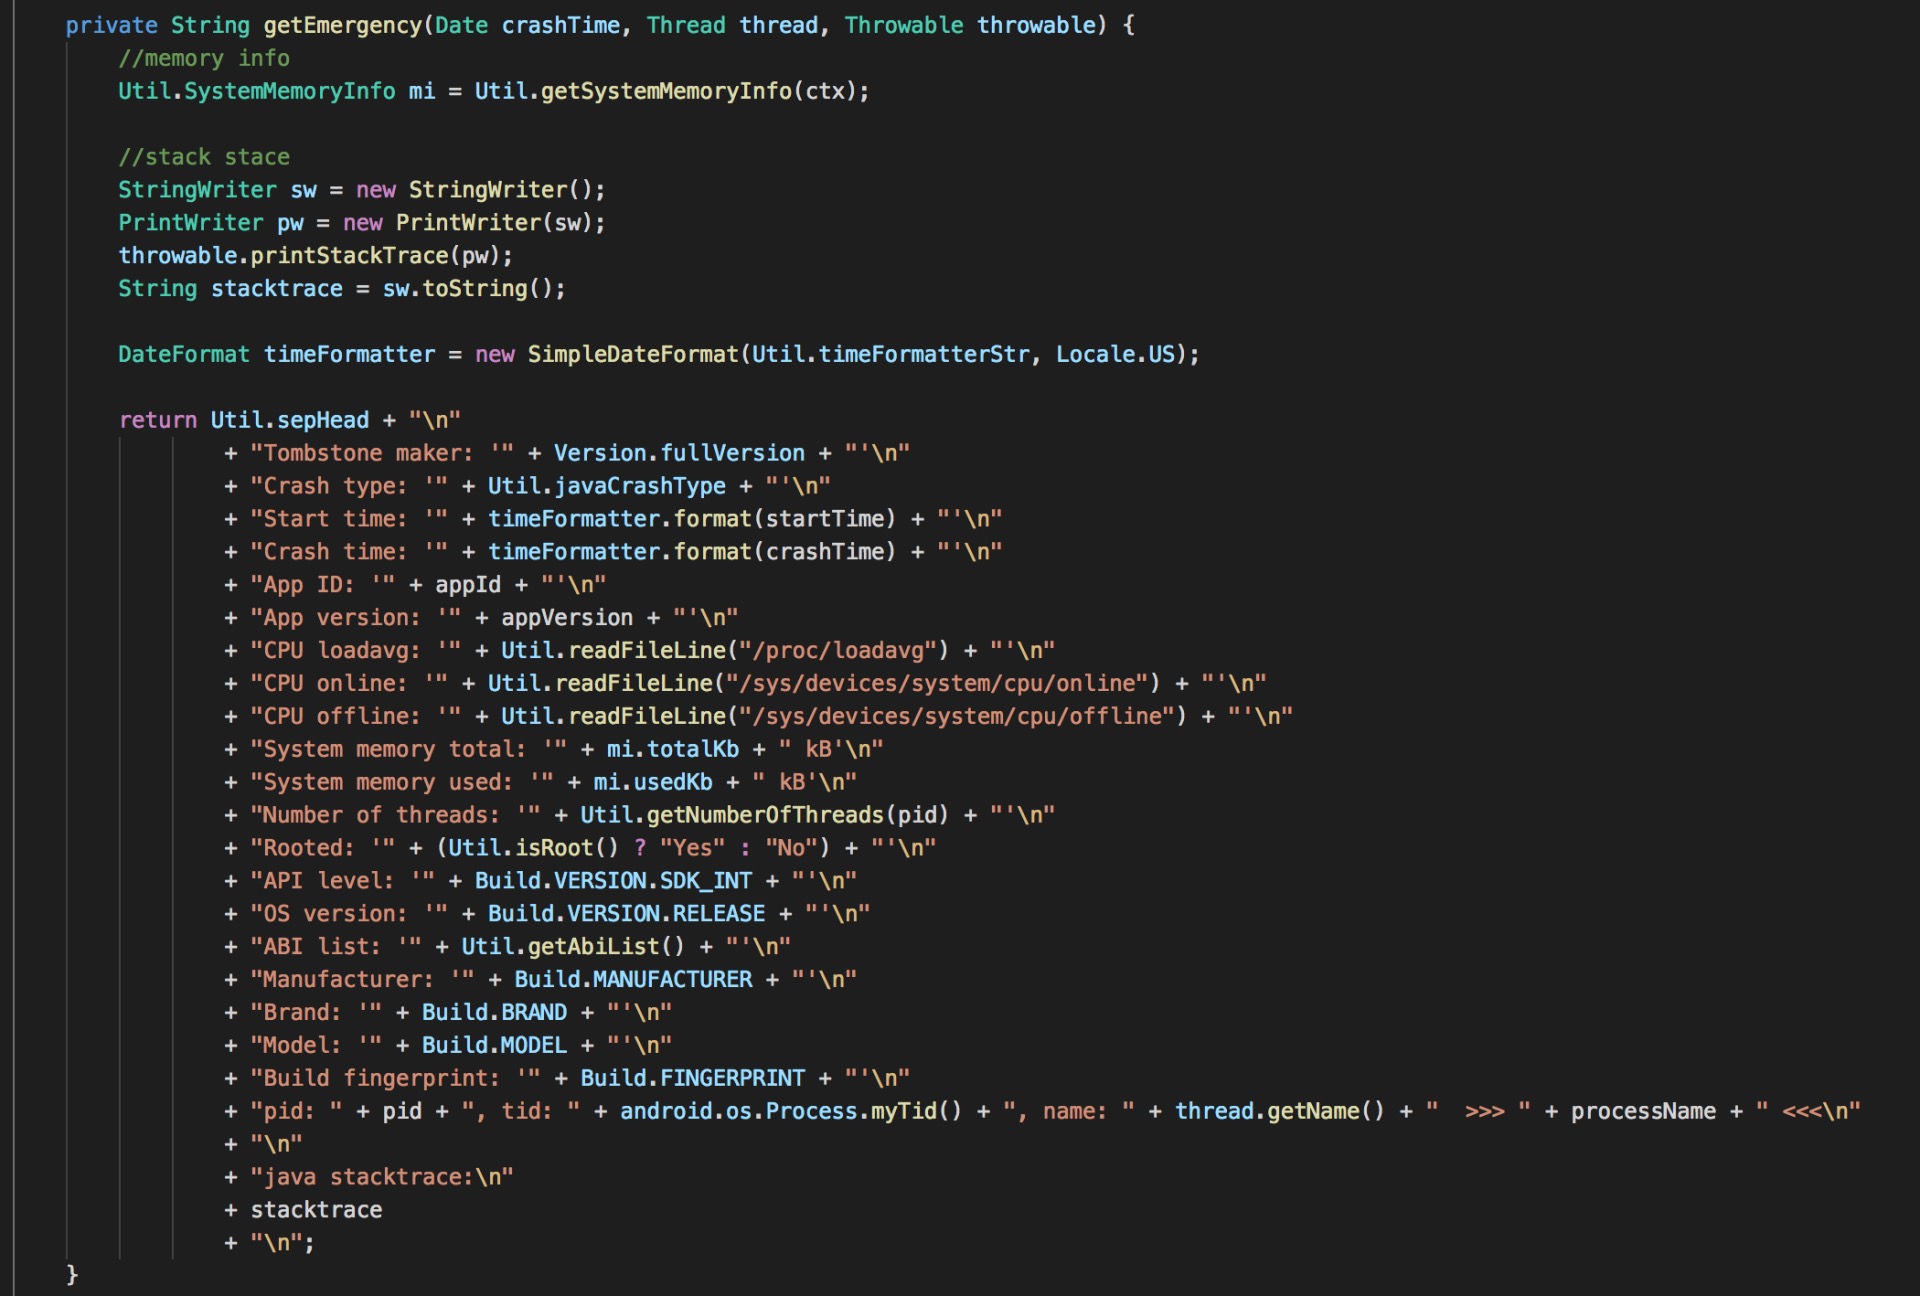 private String getEmergency(Date crashTime, Thread thread, Throwable throwable) {
//memory info
Util.SystemMemoryInfo mi = Util.getSystemMemoryInfo(ctx);
//stack stace
StringWriter sw = new StringWriter();
PrintWriter pw = new PrintWriter(sw);
throwable.printStackTrace(pw);
String stacktrace = sw.toString();
DateFormat timeFormatter = new SimpleDateFormat(Util.timeFormatterStr, Locale.US);
return Util.sepHead + "\n"
+ "Tombstone maker: '" + Version.fullVersion + "'\n"
+ "Crash type: '" + Util.javaCrashType + "'\n"
+ "Start time: '" + timeFormatter.format(startTime) + "'\n"
+ "Crash time: '" + timeFormatter.format(crashTime) + "'\n"
+ "App ID: '" + appId + "'\n"
+ "App version: '" + appVersion + "'\n"
+ "CPU loadavg: '" + Util.readFileLine("/proc/loadavg") + "'\n"
+ "CPU online: '" + Util.readFileLine("/sys/devices/system/cpu/online") + "'\n"
+ "CPU offline: '" + Util.readFileLine("/sys/devices/system/cpu/offline") + "'\n"
+ "System memory total: '" + mi.totalKb + " kB'\n"
+ "System memory used: '" + mi.usedKb + " kB'\n"
+ "Number of threads: '" + Util.getNumberOfThreads(pid) + "'\n"
+ "Rooted: '" + (Util.isRoot() ? "Yes" : "No") + "'\n"
+ "API level: '" + Build.VERSION.SDK_INT + "'\n"
+ "OS version: '" + Build.VERSION.RELEASE + "'\n"
+ "ABI list: '" + Util.getAbiList() + "'\n"
+ "Manufacturer: '" + Build.MANUFACTURER + "'\n"
+ "Brand: '" + Build.BRAND + "'\n"
+ "Model: '" + Build.MODEL + "'\n"
+ "Build fingerprint: '" + Build.FINGERPRINT + "'\n"
+ "pid: " + pid + ", tid: " + android.os.Process.myTid() + ", name: " + thread.getName() + "  >>> " + processName + " <<<\n"
+ "\n"
+ "java stacktrace:\n"
+ stacktrace
+ "\n";
}